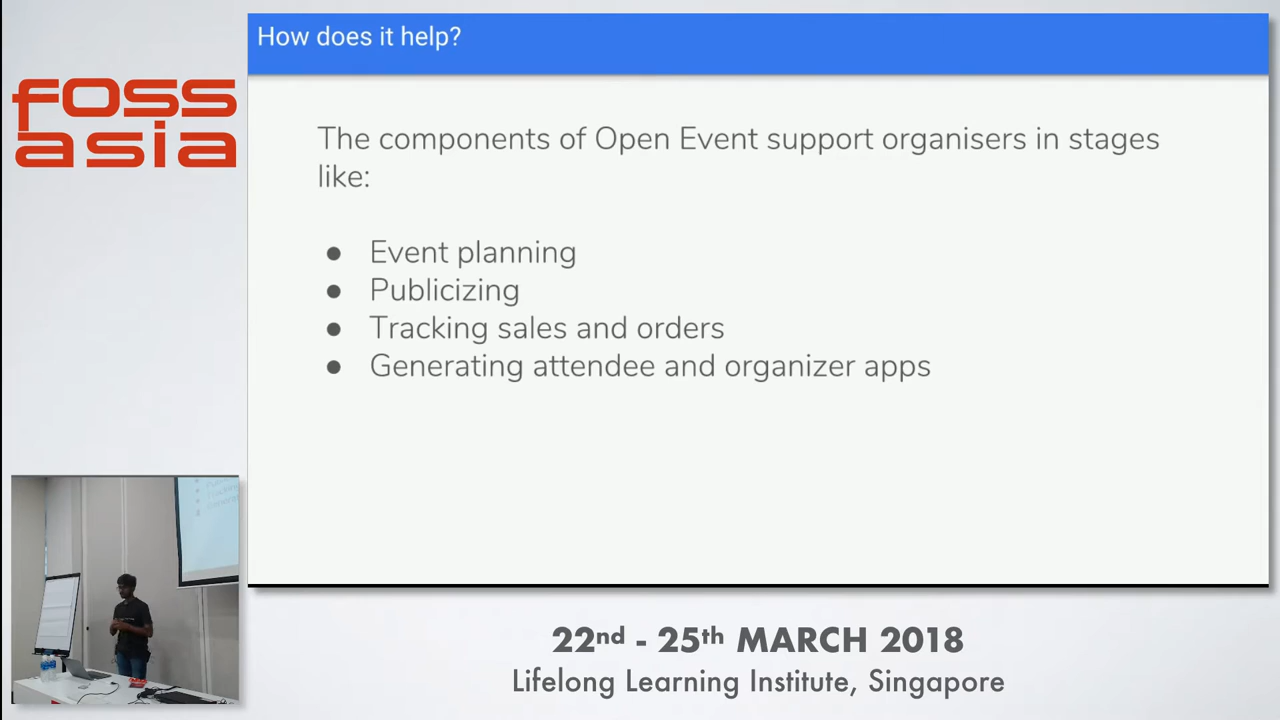 How does it help?
foss
asia
The components of Open Event support organisers in stages
like:
● Event planning
● Publicizing
● Tracking sales and orders
● Generating attendee and organizer apps
22nd - 25th MARCH 2018
Lifelong Learning Institute, Singapore